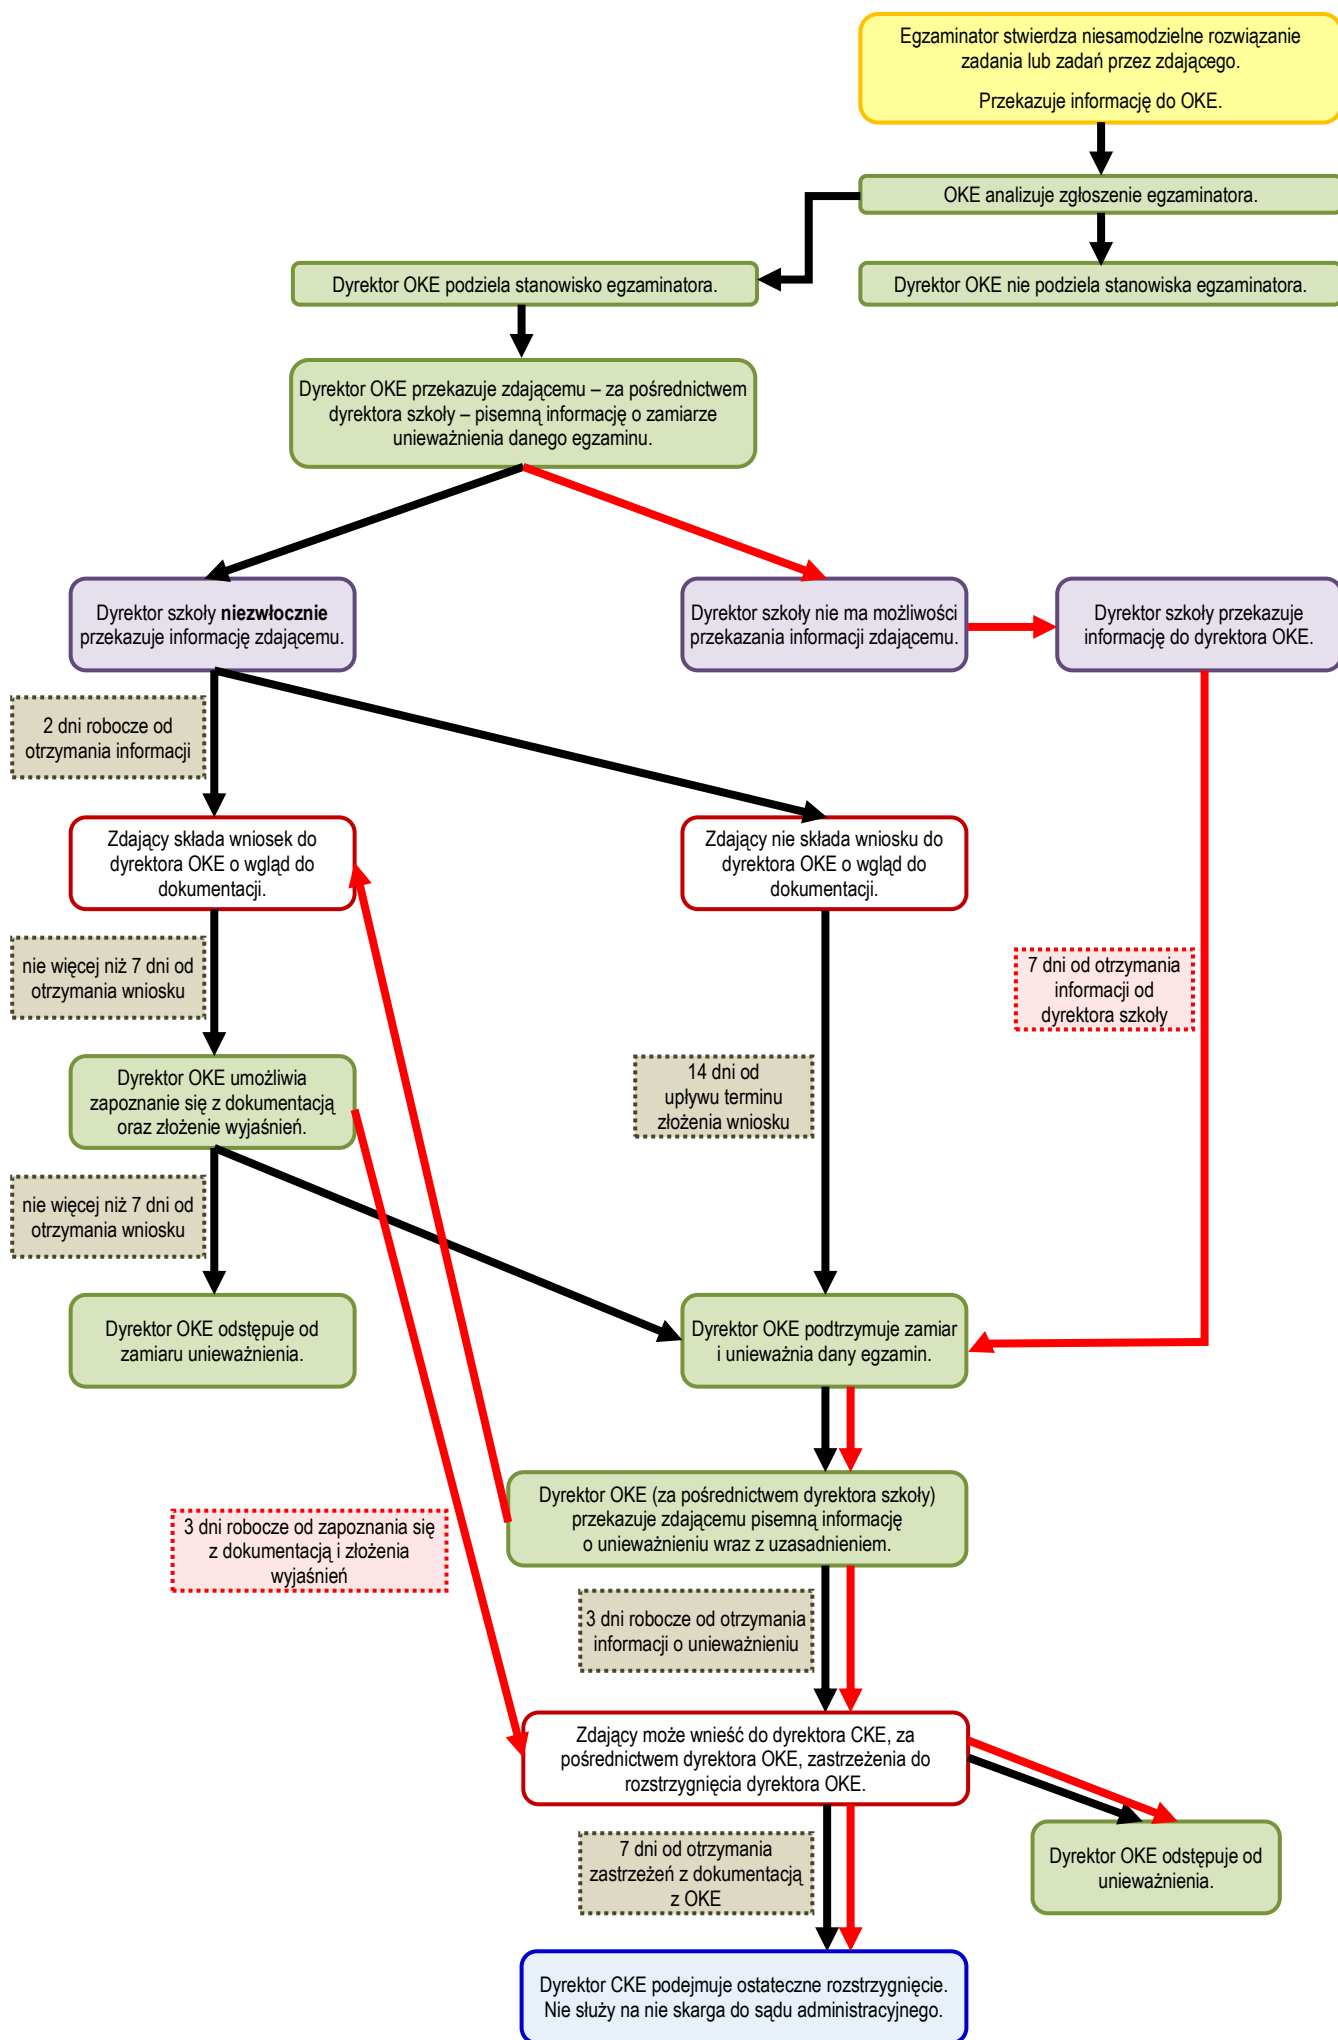 Egzaminator stwierdza niesamodzielne rozwiązanie
zadania lub zadań przez zdającego.
Przekazuje informację do OKE.
OKE analizuje zgłoszenie egzaminatora.
Dyrektor OKE podziela stanowisko egzaminatora.
Dyrektor OKE nie podziela stanowiska egzaminatora.
Dyrektor OKE przekazuje zdającemu – za pośrednictwem
dyrektora szkoły – pisemną informację o zamiarze
unieważnienia danego egzaminu.
Dyrektor szkoły niezwłocznie
przekazuje informację zdającemu.
Dyrektor szkoły nie ma możliwości
przekazania informacji zdającemu.
Dyrektor szkoły przekazuje
informację do dyrektora OKE.
2 dni robocze od
otrzymania informacji
Zdający składa wniosek do
dyrektora OKE o wgląd do
dokumentacji.
Zdający nie składa wniosku do
dyrektora OKE o wgląd do
dokumentacji.
nie więcej niż 7 dni od
otrzymania wniosku
7 dni od otrzymania
informacji od
dyrektora szkoły
Dyrektor OKE umożliwia
zapoznanie się z dokumentacją
oraz złożenie wyjaśnień.
14 dni od
upływu terminu
złożenia wniosku
nie więcej niż 7 dni od
otrzymania wniosku
Dyrektor OKE odstępuje od
zamiaru unieważnienia.
Dyrektor OKE podtrzymuje zamiar
i unieważnia dany egzamin.
Dyrektor OKE (za pośrednictwem dyrektora szkoły)
przekazuje zdającemu pisemną informację
o unieważnieniu wraz z uzasadnieniem.
3 dni robocze od zapoznania się
z dokumentacją i złożenia
wyjaśnień
3 dni robocze od otrzymania
informacji o unieważnieniu
Zdający może wnieść do dyrektora CKE, za
pośrednictwem dyrektora OKE, zastrzeżenia do
rozstrzygnięcia dyrektora OKE.
7 dni od otrzymania
zastrzeżeń z dokumentacją
z OKE
Dyrektor OKE odstępuje od
unieważnienia.
Dyrektor CKE podejmuje ostateczne rozstrzygnięcie.
Nie służy na nie skarga do sądu administracyjnego.